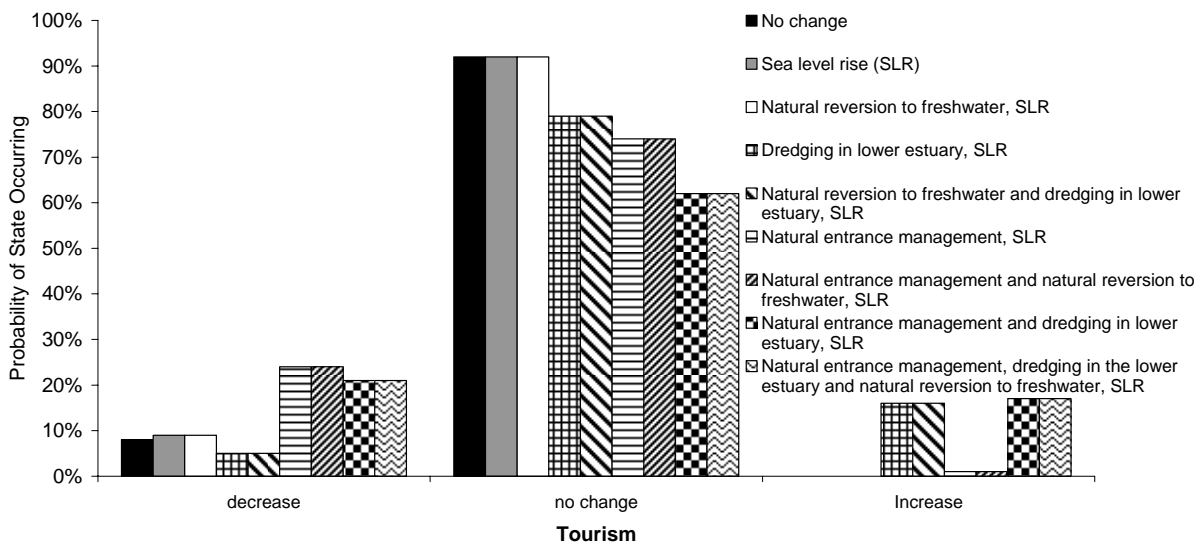 100%
90%
80%
70%
60%
50%
40%
30%
20%
10%
0%
Probability of State Occurring
decrease
no change
Increase
Tourism
No change
Sea level rise (SLR)
Natural reversion to freshwater, SLR
Dredging in lower estuary, SLR
Natural reversion to freshwater and dredging in lower
estuary, SLR
Natural entrance management, SLR
Natural entrance management and natural reversion to
freshwater, SLR
Natural entrance management and dredging in lower
estuary, SLR
Natural entrance management, dredging in the lower
estuary and natural reversion to freshwater, SLR